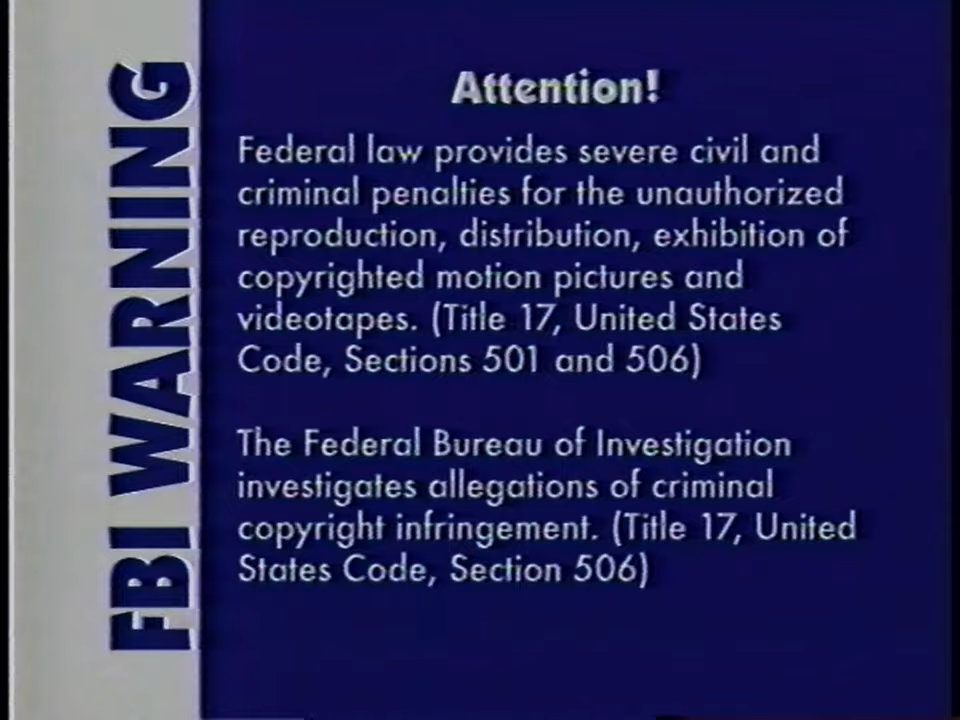 FBI WARNING
Attention!
Federal law provides severe civil and
criminal penalties for the unauthorized
reproduction, distribution, exhibition of
copyrighted motion pictures and
videotapes. (Title 17, United States
Code, Sections 501 and 506)
The Federal Bureau of Investigation
investigates allegations of criminal
copyright infringement. (Title 17, United
States Code, Section 506)